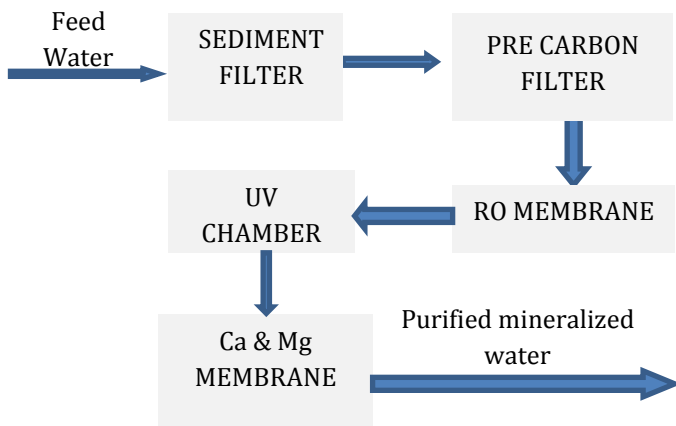 Feed
Water
SEDIMENT
FILTER
PRE CARBON
FILTER
RO MEMBRANE
UV
CHAMBER
Ca & Mg
MEMBRANE
Purified mineralized
water